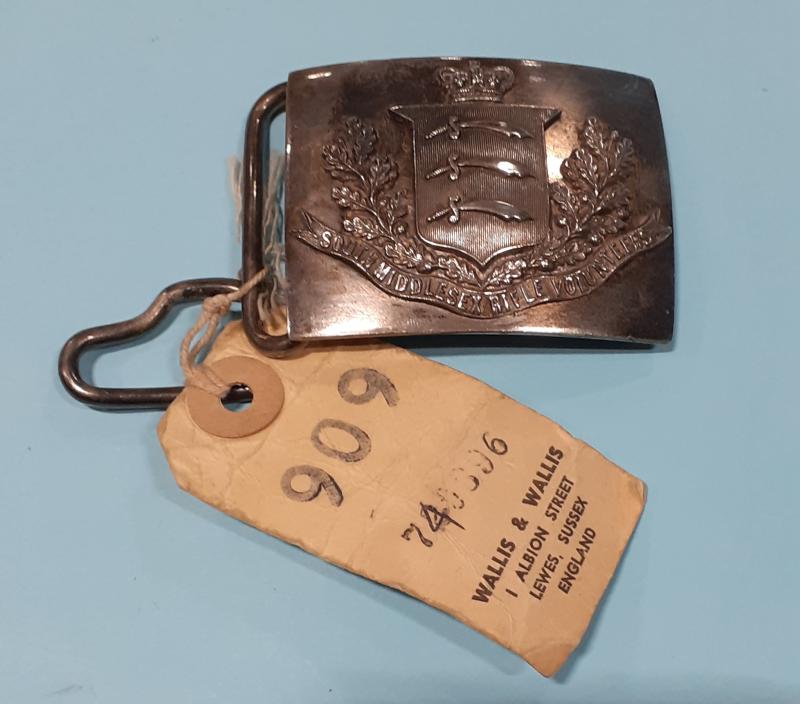 SOUTH MIDDLESEX RIFLE VOLUNTEERS
909
WALLIS & WALLIS
1 ALBION STREET
LEWES, SUSSEX
ENGLAND